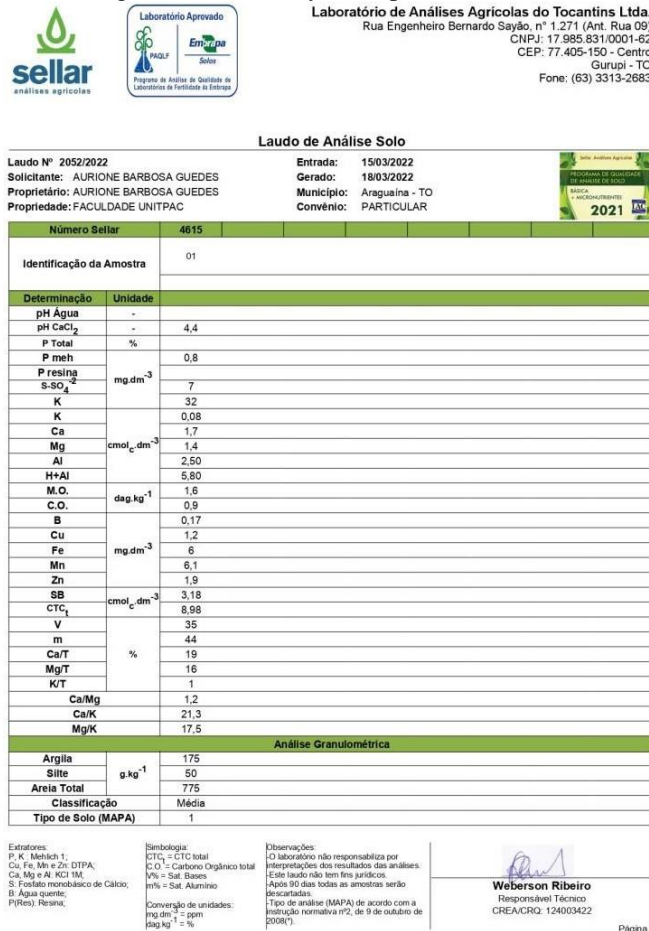 sellar
análises agrícolas
Laboratório Aprovado
PAQLF
Embrapa
Solos
Programa de Análise de Qualidade de
Laboratórios de Fertilidade da Embrapa
Laboratório de Análises Agrícolas do Tocantins Ltda.
Rua Engenheiro Bernardo Sayão, n° 1.271 (Ant. Rua 09)
CNPJ: 17.985.831/0001-62
CEP: 77.405-150 - Centro
Gurupi - TO
Fone: (63) 3313-2683
Laudo de Análise Solo
Laudo Nº 2052/2022 Entrada: 15/03/2022
Solicitante: AURIONE BARBOSA GUEDES Gerado: 18/03/2022
Proprietário: AURIONE BARBOSA GUEDES Município: Araguaína - TO
Propriedade: FACULDADE UNITPAC Convênio: PARTICULAR
Sellar Análises Agrícolas
PROGRAMA DE QUALIDADE
DE ANÁLISE DE SOLO
BÁSICA
+ MICRONUTRIENTES
2021 IAC
Número Sellar 4615
Identificação da Amostra 01
Determinação Unidade
pH Água -
pH CaCl2 - 4,4
P Total %
P meh mg.dm-3 0,8
P resina
S-SO4-2 7
K 32
K cmolc.dm-3 0,08
Ca 1,7
Mg 1,4
Al 2,50
H+Al 5,80
M.O. dag.kg-1 1,6
C.O. 0,9
B mg.dm-3 0,17
Cu 1,2
Fe 6
Mn 6,1
Zn 1,9
SB cmolc.dm-3 3,18
CTCt 8,98
V % 35
m 44
Ca/T 19
Mg/T 16
K/T 1
Ca/Mg 1,2
Ca/K 21,3
Mg/K 17,5
Análise Granulométrica
Argila g.kg-1 175
Silte 50
Areia Total 775
Classificação Média
Tipo de Solo (MAPA) 1
Extratores:
P, K : Mehlich 1;
Cu, Fe, Mn e Zn: DTPA;
Ca, Mg e Al: KCl 1M;
S: Fosfato monobásico de Cálcio;
B: Água quente;
P(Res): Resina;
Simbologia:
CTCt = CTC total
C.O. = Carbono Orgânico total
V% = Sat. Bases
m% = Sat. Alumínio
Conversão de unidades:
mg.dm-3 = ppm
dag.kg-1 = %
Observações:
-O laboratório não responsabiliza por
interpretações dos resultados das análises.
-Este laudo não tem fins jurídicos.
-Após 90 dias todas as amostras serão
descartadas.
-Tipo de análise (MAPA) de acordo com a
instrução normativa nº2, de 9 de outubro de
2008(*).
Weberson Ribeiro
Responsável Técnico
CREA/CRQ: 124003422
Página